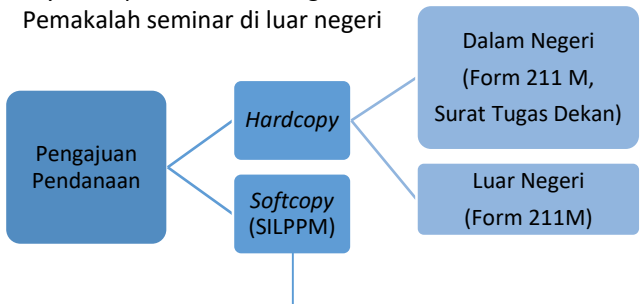 Pemakalah seminar di luar negeri
Pengajuan
Pendanaan
Hardcopy
Softcopy
(SILPPM)
Dalam Negeri
(Form 211 M,
Surat Tugas Dekan)
Luar Negeri
(Form 211M)